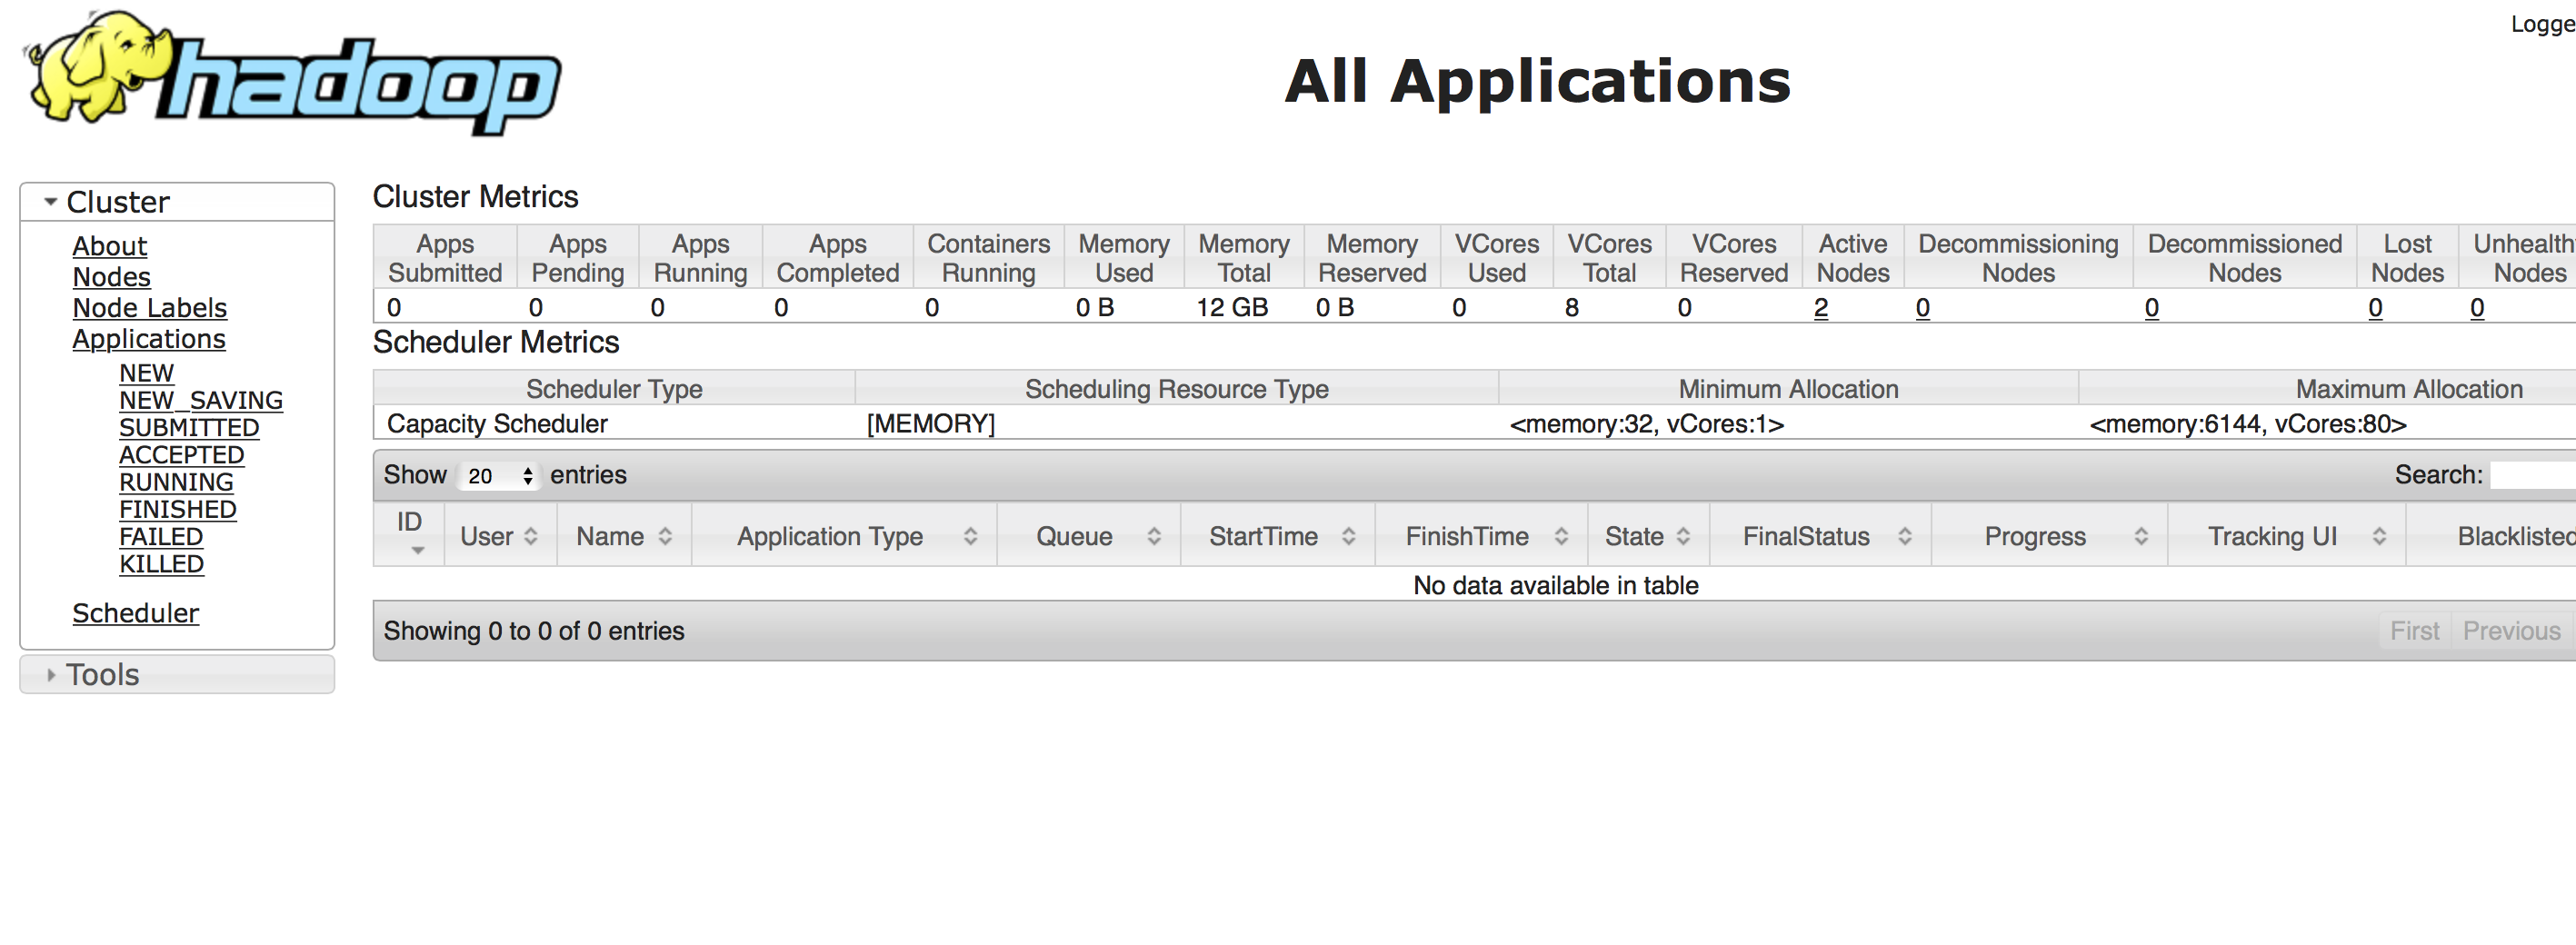 hadoop
Logge
All Applications
Cluster
About
Nodes
Node Labels
Applications
NEW
NEW_SAVING
SUBMITTED
ACCEPTED
RUNNING
FINISHED
FAILED
KILLED
Scheduler
Tools
Cluster Metrics
Apps Submitted Apps Pending Apps Running Apps Completed Containers Running Memory Used Memory Total Memory Reserved VCores Used VCores Total VCores Reserved Active Nodes Decommissioning Nodes Decommissioned Nodes Lost Nodes Unhealth Nodes
0 0 0 0 0 0 B 12 GB 0 B 0 8 0 2 0 0 0 0
Scheduler Metrics
Scheduler Type Scheduling Resource Type Minimum Allocation Maximum Allocation
Capacity Scheduler [MEMORY] <memory:32, vCores:1> <memory:6144, vCores:80>
Show 20 entries Search:
ID User Name Application Type Queue StartTime FinishTime State FinalStatus Progress Tracking UI Blacklisted
No data available in table
Showing 0 to 0 of 0 entries First Previous